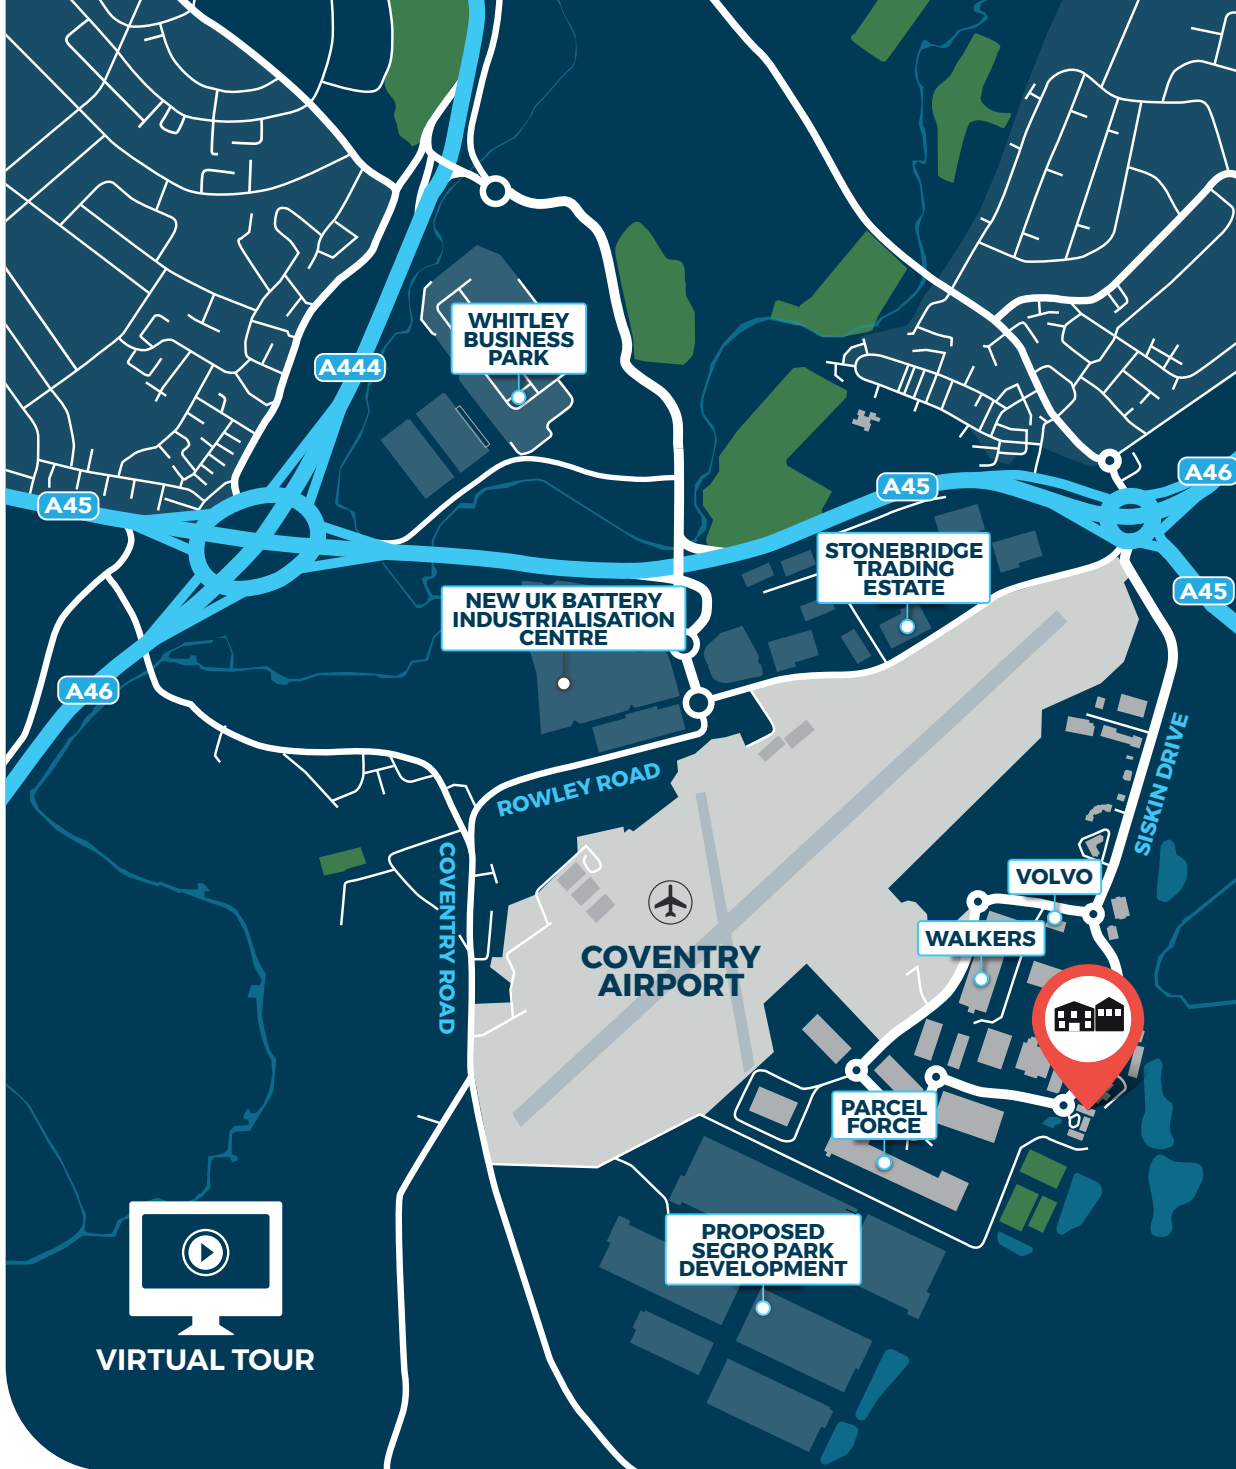 WHITLEY
BUSINESS
PARK
A444
A46
A45
A45
STONEBRIDGE
TRADING
ESTATE
A45
NEW UK BATTERY
INDUSTRIALISATION
CENTRE
A46
SISKIN DRIVE
ROWLEY ROAD
COVENTRY ROAD
VOLVO
WALKERS
COVENTRY
AIRPORT
PARCEL
FORCE
PROPOSED
SEGRO PARK
DEVELOPMENT
VIRTUAL TOUR